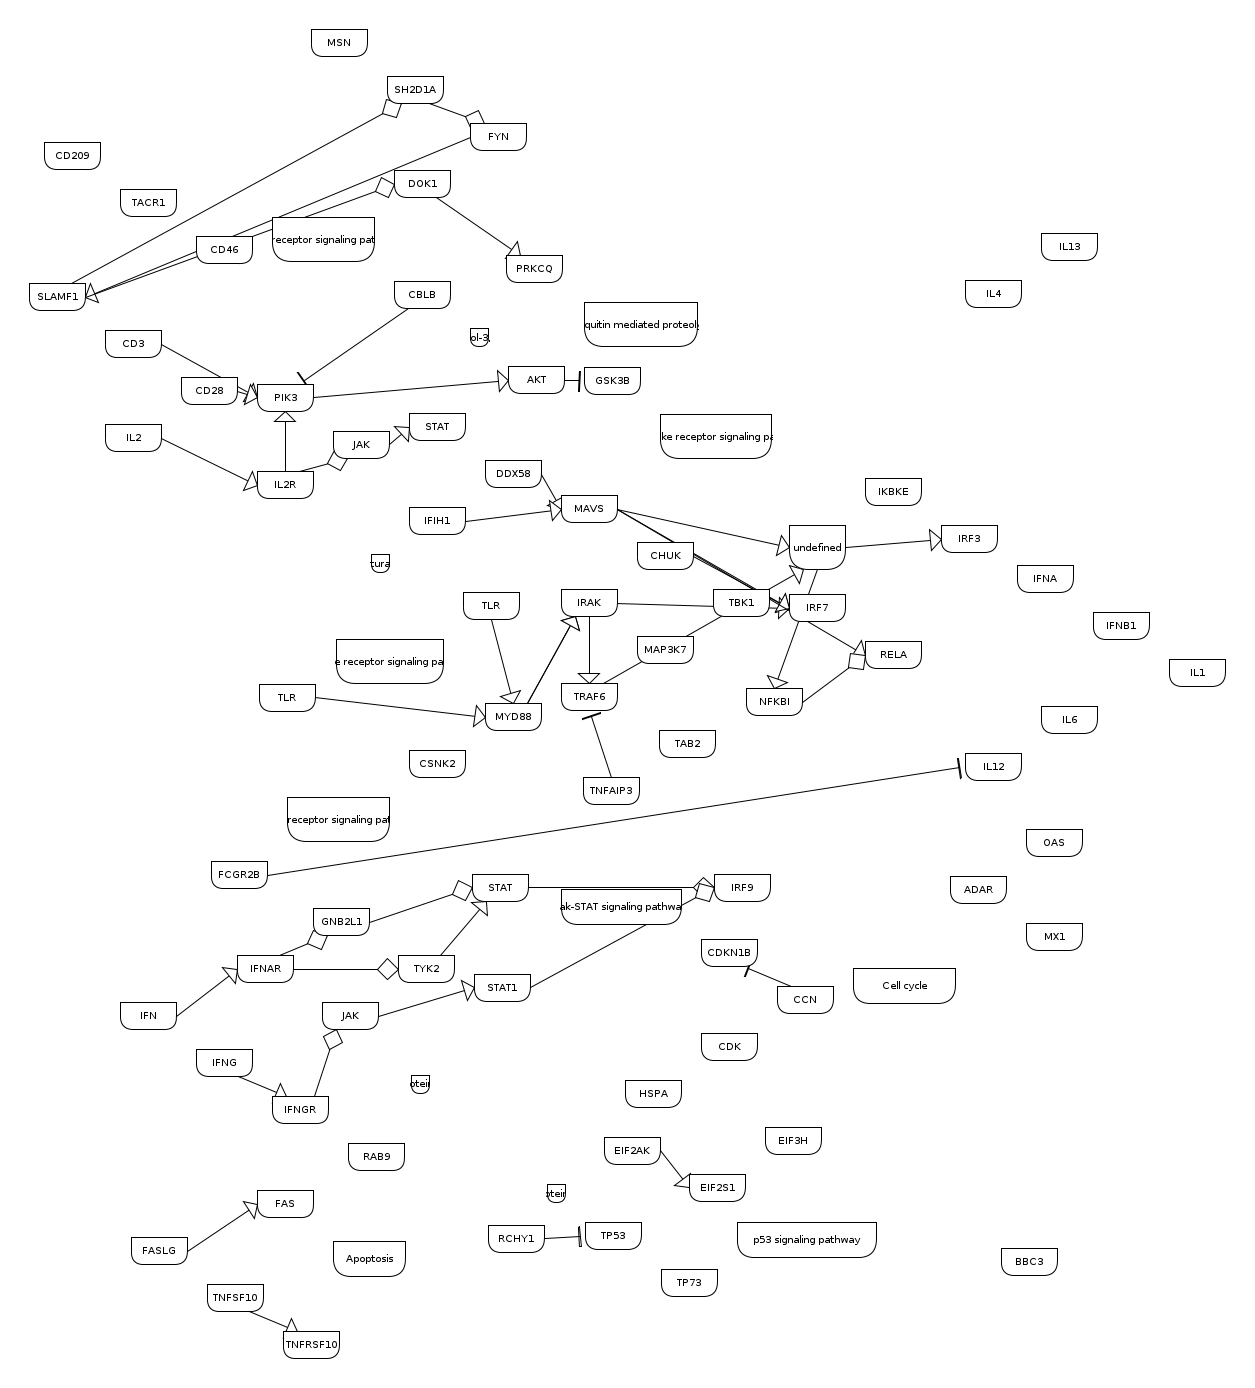 MSN
SH2D1A
FYN
CD209
DOK1
TACR1
receptor signaling pat
CD46
IL13
PRKCQ
SLAMF1
CBLB
IL4
quitin mediated proteol
ol-3,
CD3
AKT
GSK3B
CD28
PIK3
STAT
IL2
JAK
ke receptor signaling pa
DDX58
IL2R
IKBKE
MAVS
IFIH1
undefined
IRF3
CHUK
tura
IFNA
TLR
IRAK
TBK1
IRF7
IFNB1
MAP3K7
RELA
e receptor signaling pa
IL1
TLR
TRAF6
NFKBI
MYD88
IL6
TAB2
CSNK2
IL12
TNFAIP3
receptor signaling pat
OAS
FCGR2B
STAT
IRF9
ADAR
ak-STAT signaling pathwa
GNB2L1
MX1
CDKN1B
IFNAR
TYK2
Cell cycle
STAT1
CCN
IFN
JAK
CDK
IFNG
otein
HSPA
IFNGR
EIF3H
EIF2AK
RAB9
EIF2S1
otein
FAS
RCHY1
TP53
p53 signaling pathway
FASLG
Apoptosis
BBC3
TP73
TNFSF10
TNFRSF10